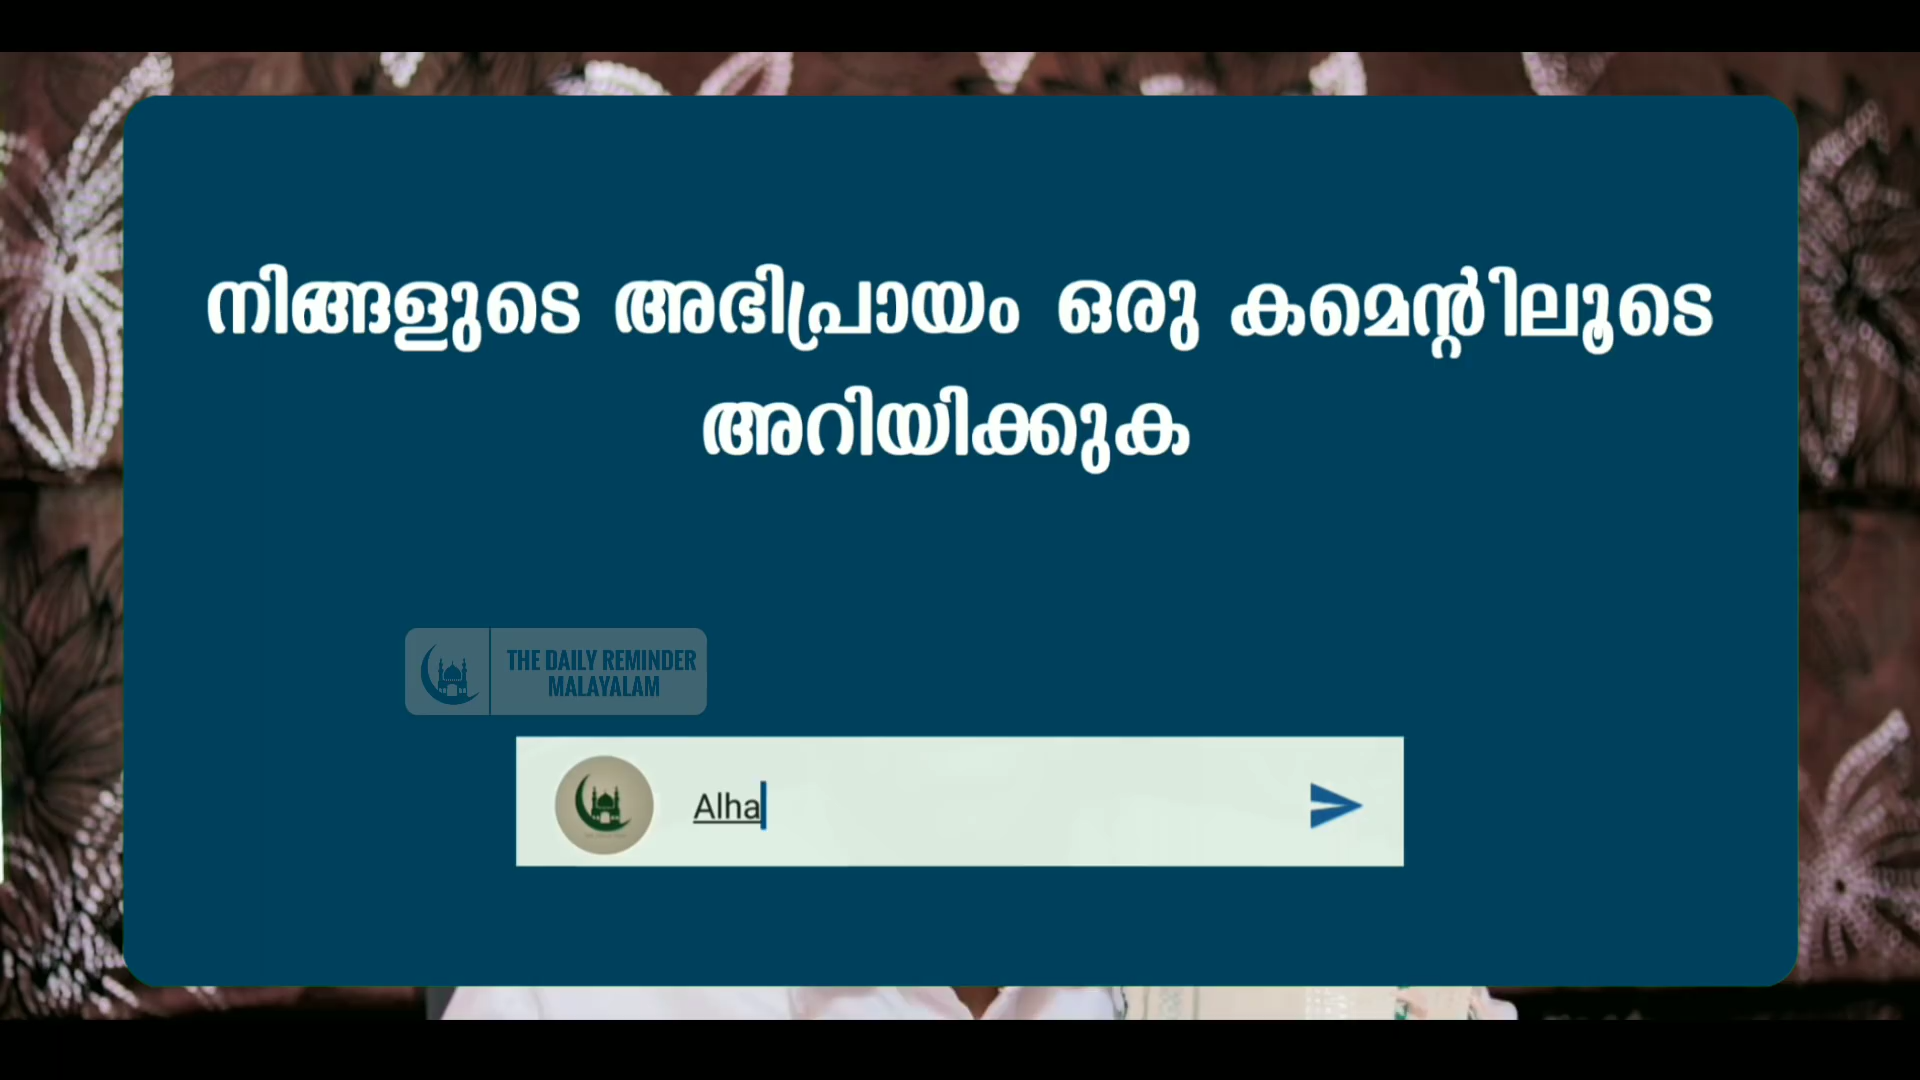 നിങ്ങളുടെ അഭിപ്രായം ഒരു കമെന്റിലൂടെ
അറിയിക്കുക
THE DAILY REMINDER
MALAYALAM
Alha